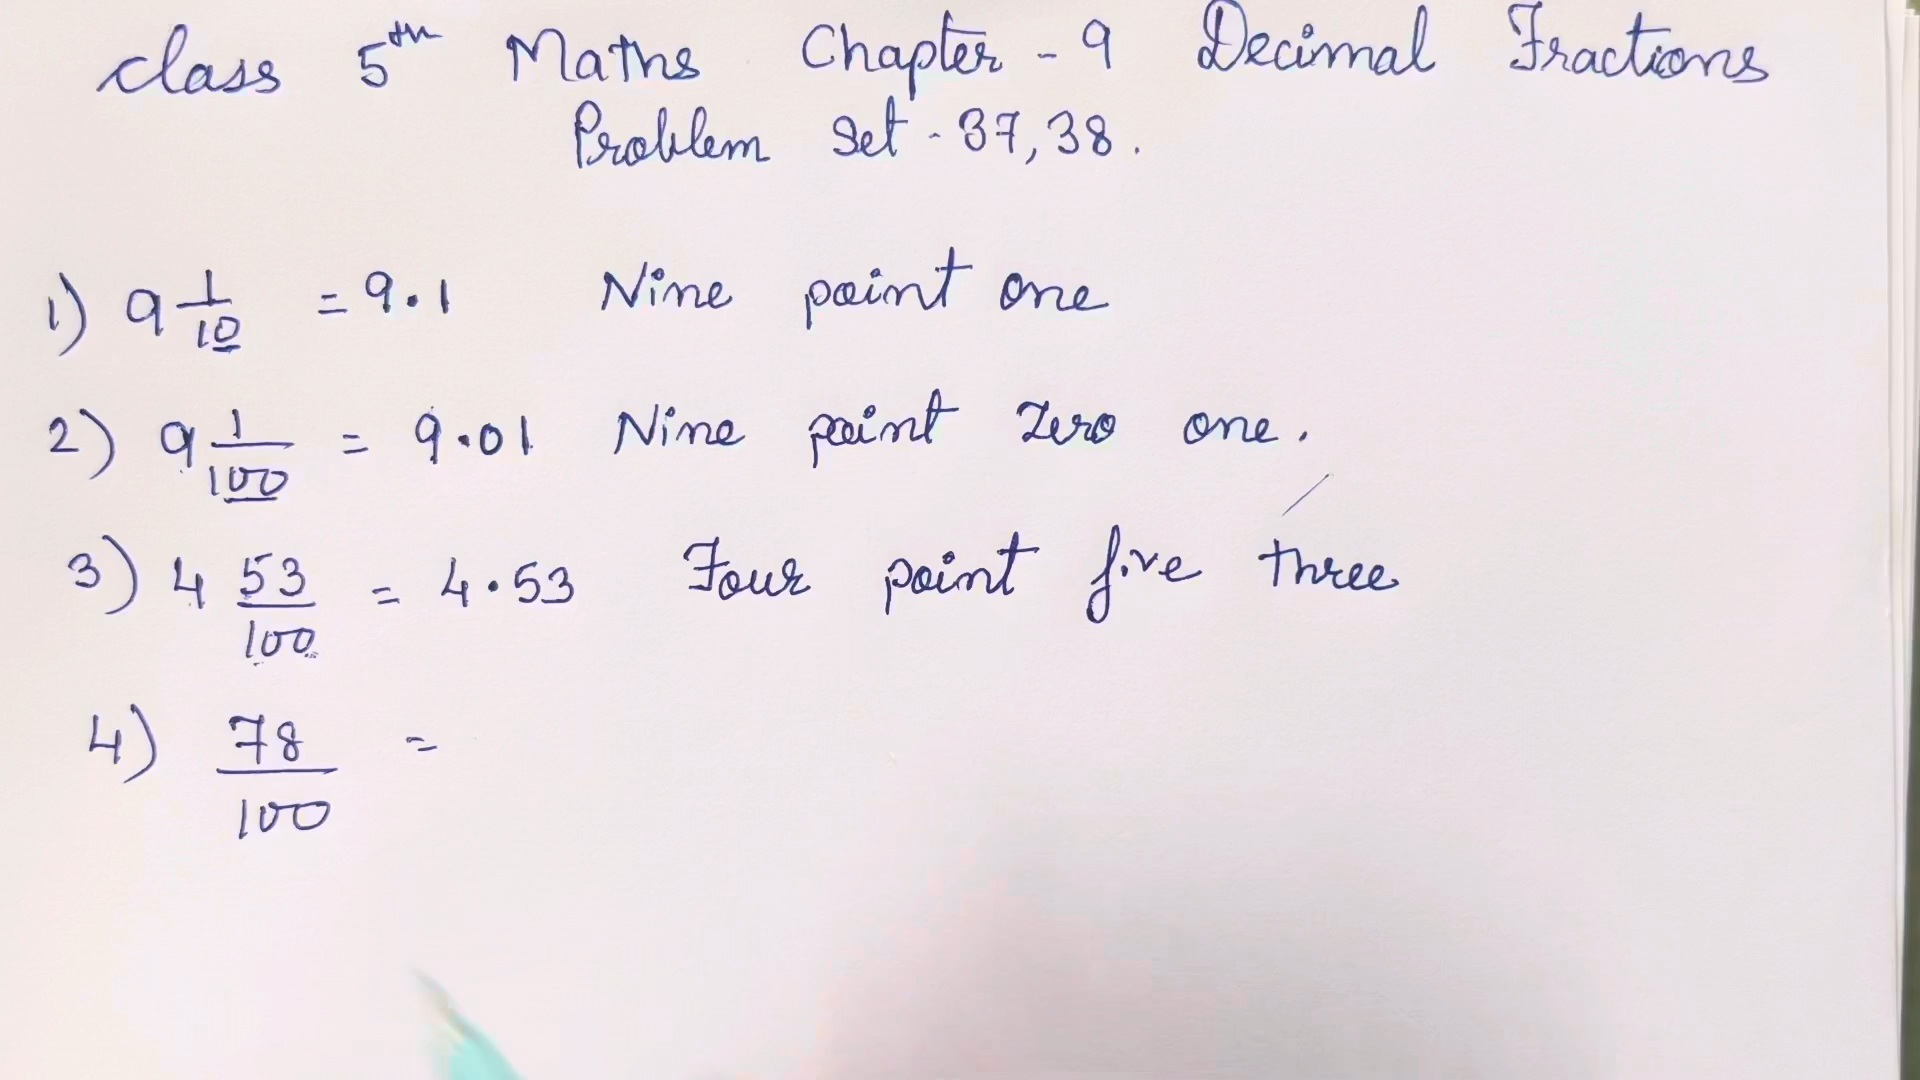 class 5th Maths Chapter - 9 Decimal Fractions
Problem Set - 37, 38.
1) 9 1/10 = 9.1 Nine point one
2) 9 1/100 = 9.01 Nine point Zero one.
3) 4 53/100 = 4.53 Four point five three
4) 78/100 =